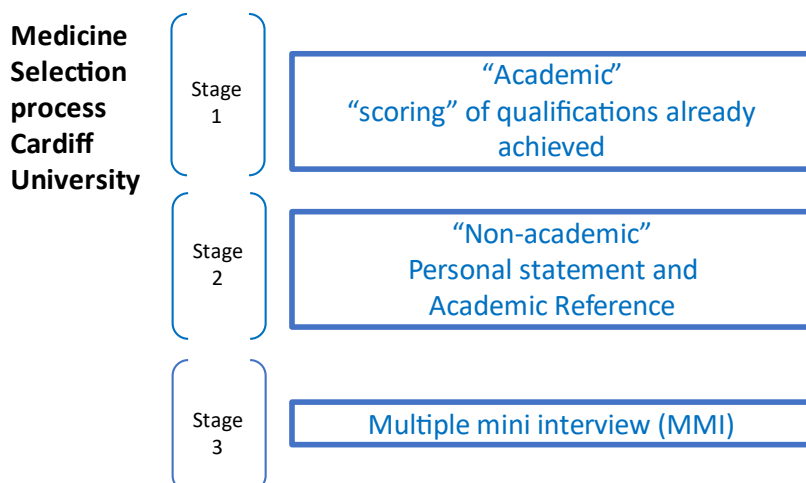 Medicine
Selection
process
Cardiff
University
Stage
1
“Academic”
“scoring” of qualifications already
achieved
Stage
2
“Non-academic”
Personal statement and
Academic Reference
Stage
3
Multiple mini interview (MMI)